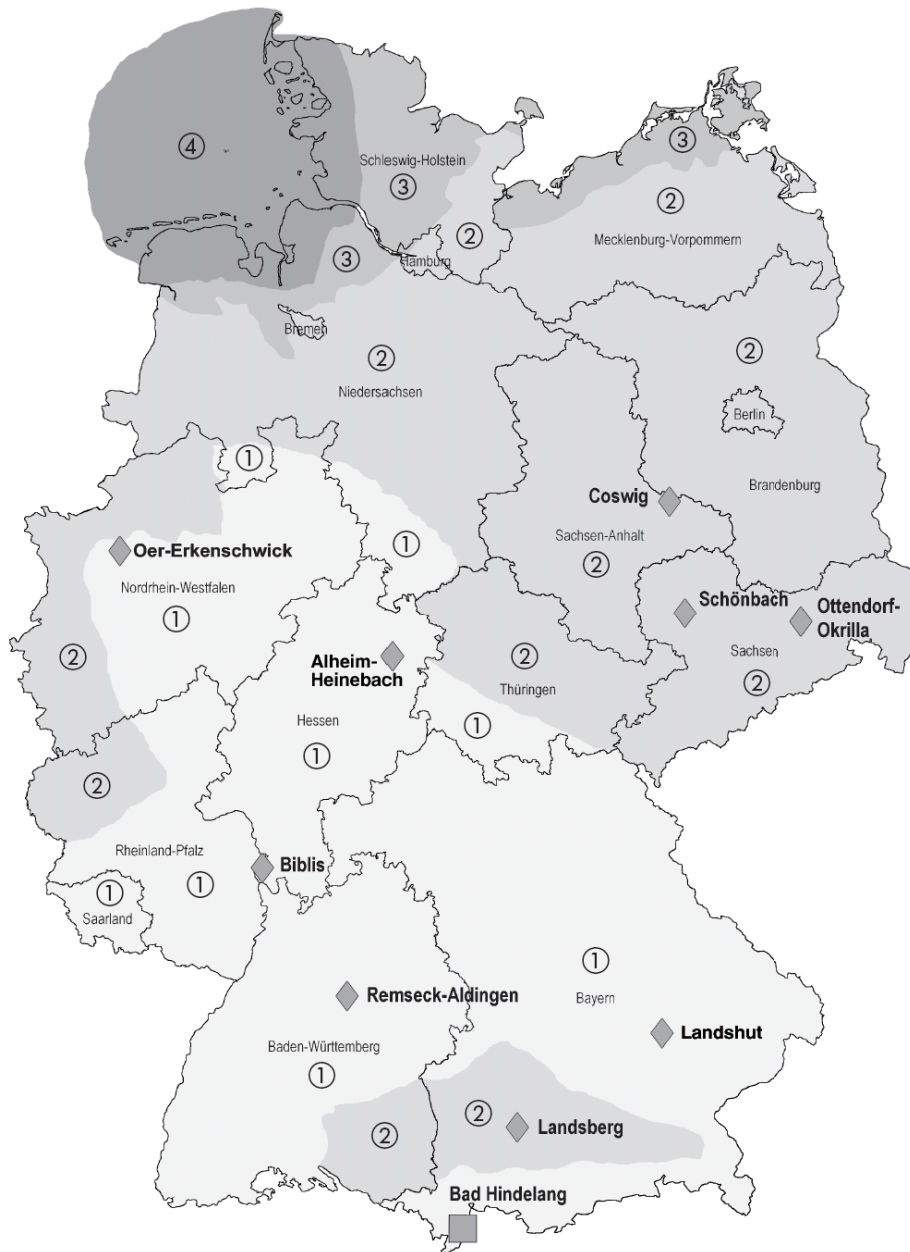 ④
③
Schleswig-Holstein
③
②
Mecklenburg-Vorpommern
②
Hamburg
③
Bremen
②
Niedersachsen
②
Berlin
Brandenburg
①
Coswig
Sachsen-Anhalt
②
Oer-Erkenschwick
Nordrhein-Westfalen
①
①
②
Schönbach
Ottendorf-
Okrilla
Sachsen
②
Alheim-
Heinebach
②
Thüringen
Hessen
①
①
②
Rheinland-Pfalz
①
Biblis
①
Saarland
①
Bayern
Remseck-Aldingen
Landshut
Baden-Württemberg
①
②
②
Landsberg
Bad Hindelang